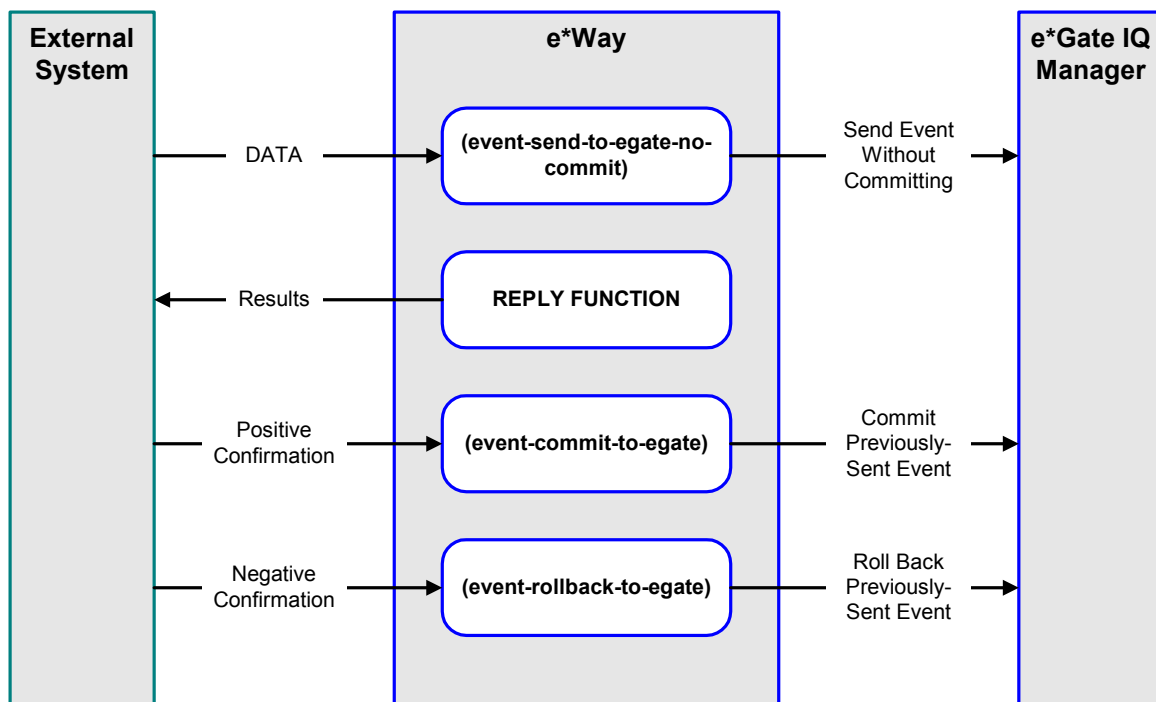 External
System
e*Way
e*Gate IQ
Manager
DATA
(event-send-to-egate-no-
commit)
Send Event
Without
Committing
Results
REPLY FUNCTION
Positive
Confirmation
(event-commit-to-egate)
Commit
Previously-
Sent Event
Negative
Confirmation
(event-rollback-to-egate)
Roll Back
Previously-
Sent Event